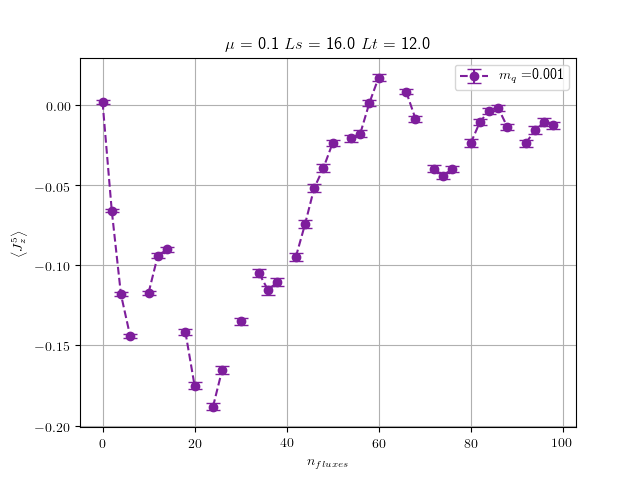 μ = 0.1 Ls = 16.0 Lt = 12.0
m_q =0.001
0.00
−0.05
−0.10
−0.15
−0.20
⟨J_z^5⟩
0 20 40 60 80 100
n_fluxes